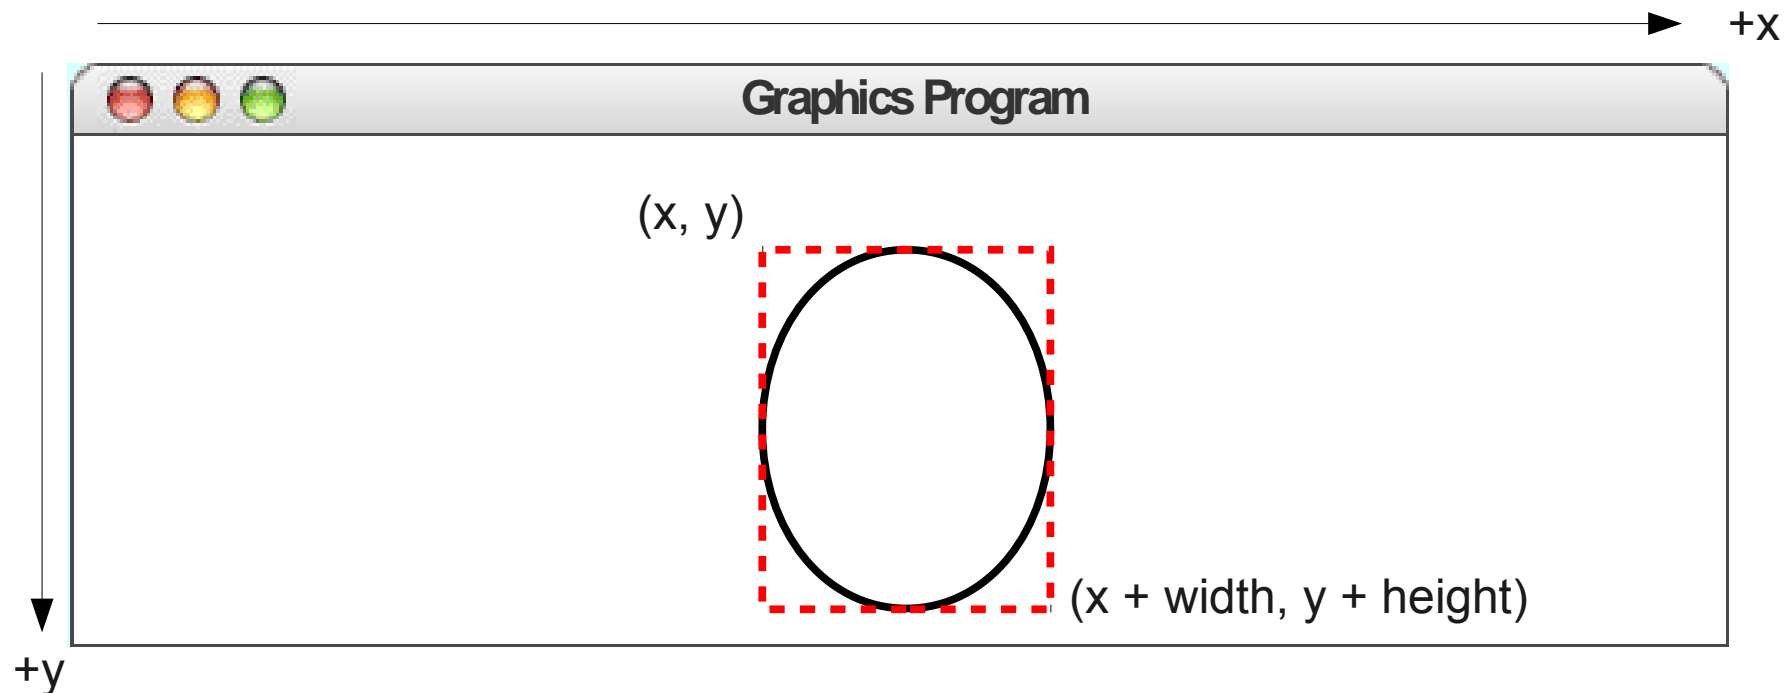 +x
Graphics Program
(x, y)
(x + width, y + height)
+y